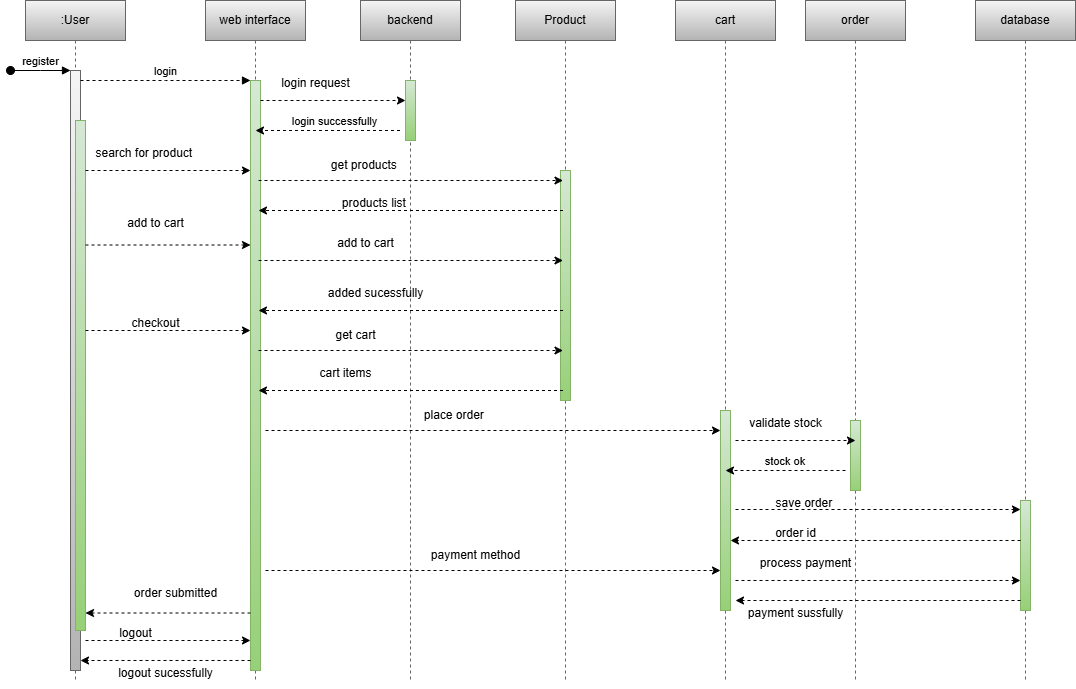 :User
web interface
backend
Product
cart
order
database
register
login
login request
login successfully
search for product
get products
products list
add to cart
add to cart
added sucessfully
checkout
get cart
cart items
place order
validate stock
stock ok
save order
order id
payment method
process payment
order submitted
payment sussfully
logout
logout sucessfully